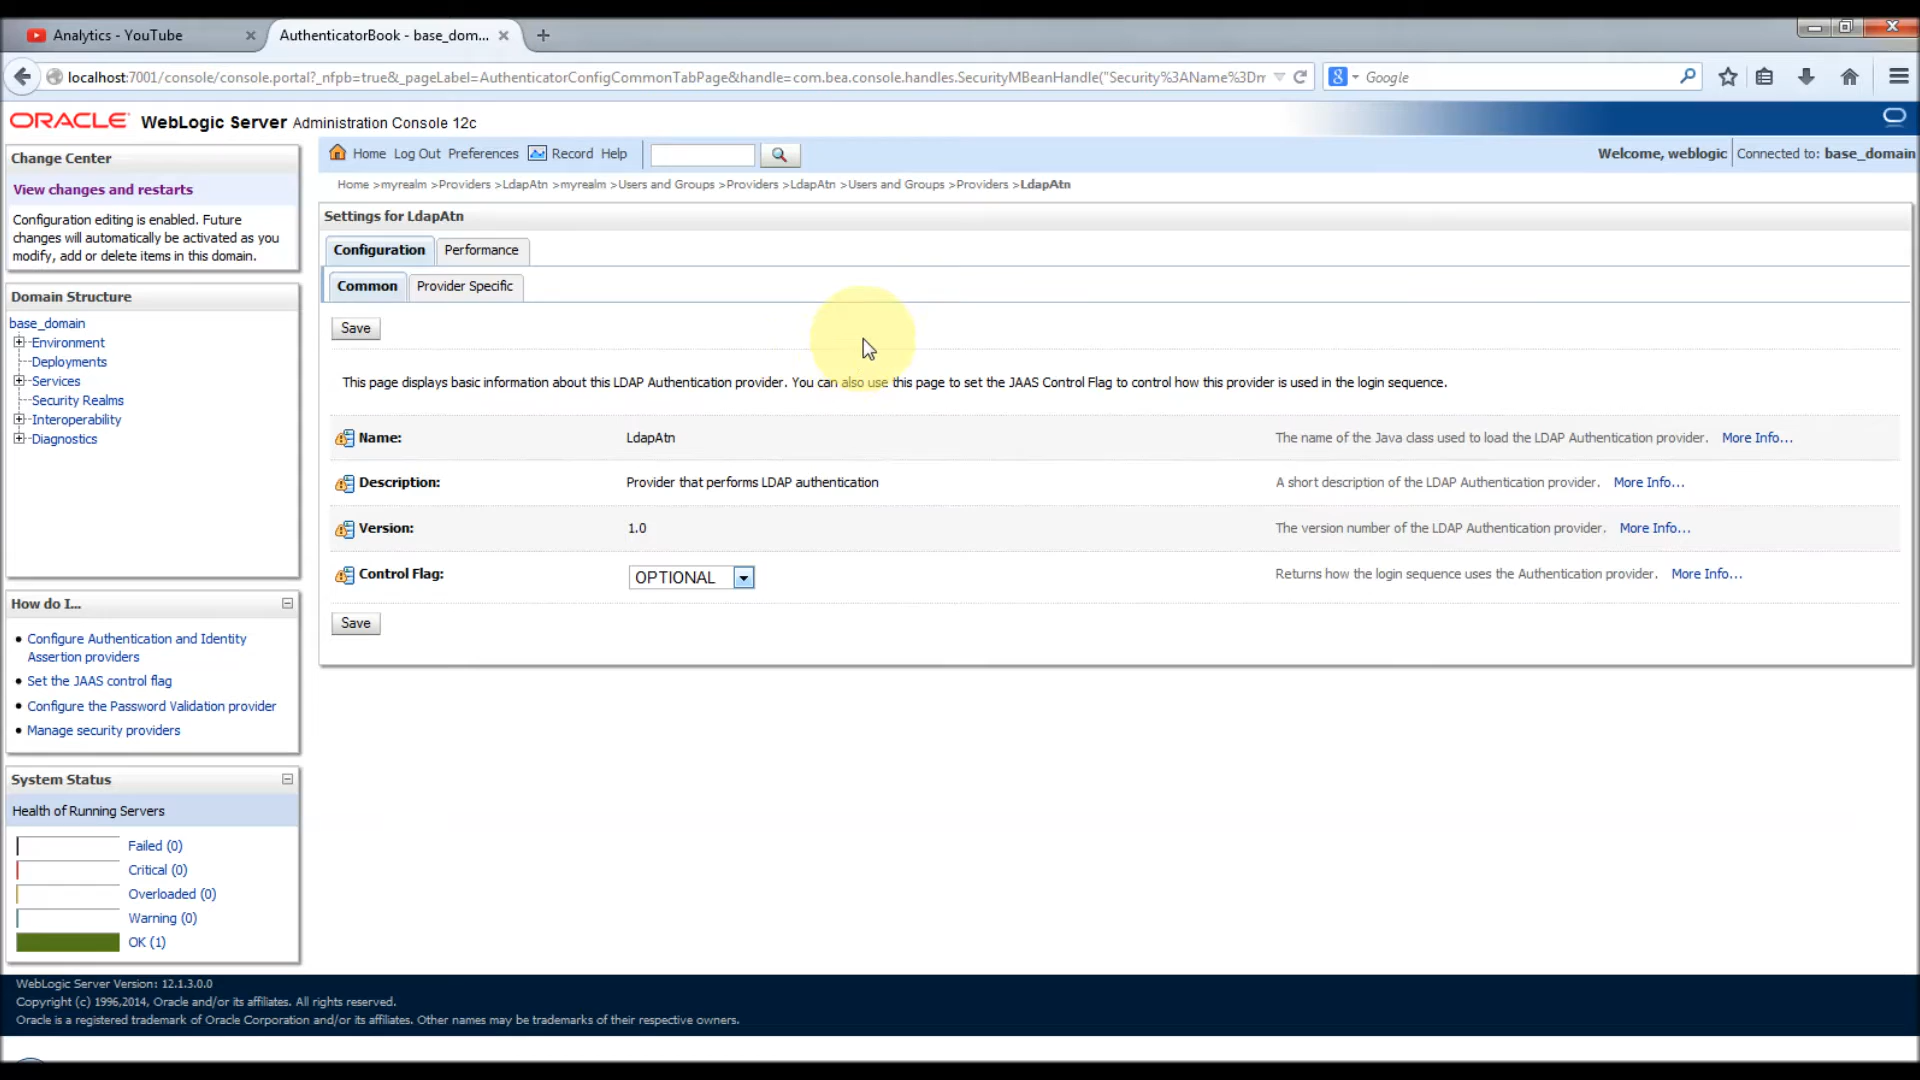 Analytics - YouTube
AuthenticatorBook - base_dom...
localhost:7001/console/console.portal?_nfpb=true&_pageLabel=AuthenticatorConfigCommonTabPage&handle=com.bea.console.handles.SecurityMBeanHandle("Security%3AName%3Dm
Google
ORACLE WebLogic Server Administration Console 12c
Change Center
View changes and restarts
Configuration editing is enabled. Future
changes will automatically be activated as you
modify, add or delete items in this domain.
Domain Structure
base_domain
Environment
Deployments
Services
Security Realms
Interoperability
Diagnostics
How do I...
Configure Authentication and Identity
Assertion providers
Set the JAAS control flag
Configure the Password Validation provider
Manage security providers
System Status
Health of Running Servers
Failed (0)
Critical (0)
Overloaded (0)
Warning (0)
OK (1)
Home Log Out Preferences Record Help
Welcome, weblogic Connected to: base_domain
Home >myrealm >Providers >LdapAtn >myrealm >Users and Groups >Providers >LdapAtn >Users and Groups >Providers >LdapAtn
Settings for LdapAtn
Configuration Performance
Common Provider Specific
Save
This page displays basic information about this LDAP Authentication provider. You can also use this page to set the JAAS Control Flag to control how this provider is used in the login sequence.
Name: LdapAtn The name of the Java class used to load the LDAP Authentication provider. More Info...
Description: Provider that performs LDAP authentication A short description of the LDAP Authentication provider. More Info...
Version: 1.0 The version number of the LDAP Authentication provider. More Info...
Control Flag: OPTIONAL Returns how the login sequence uses the Authentication provider. More Info...
Save
WebLogic Server Version: 12.1.3.0.0
Copyright (c) 1996,2014, Oracle and/or its affiliates. All rights reserved.
Oracle is a registered trademark of Oracle Corporation and/or its affiliates. Other names may be trademarks of their respective owners.